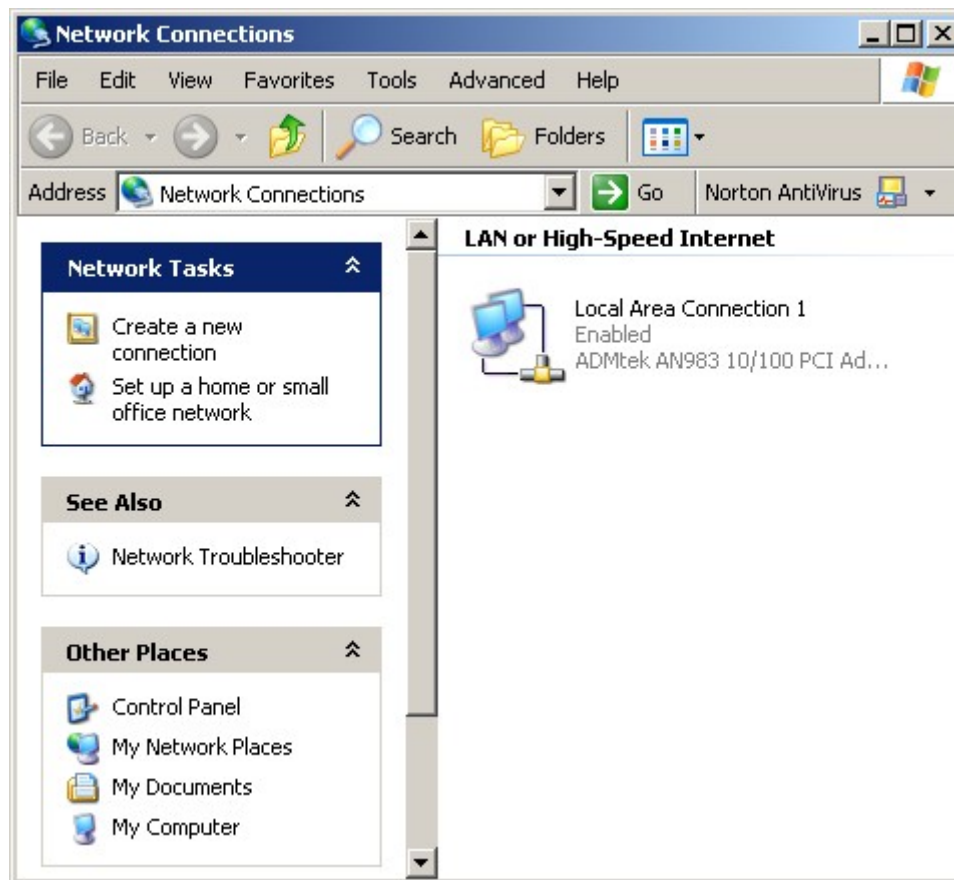 Network Connections
File Edit View Favorites Tools Advanced Help
Back Search Folders
Address Network Connections Go Norton AntiVirus
Network Tasks
Create a new
connection
Set up a home or small
office network
See Also
Network Troubleshooter
Other Places
Control Panel
My Network Places
My Documents
My Computer
LAN or High-Speed Internet
Local Area Connection 1
Enabled
ADMtek AN983 10/100 PCI Ad...